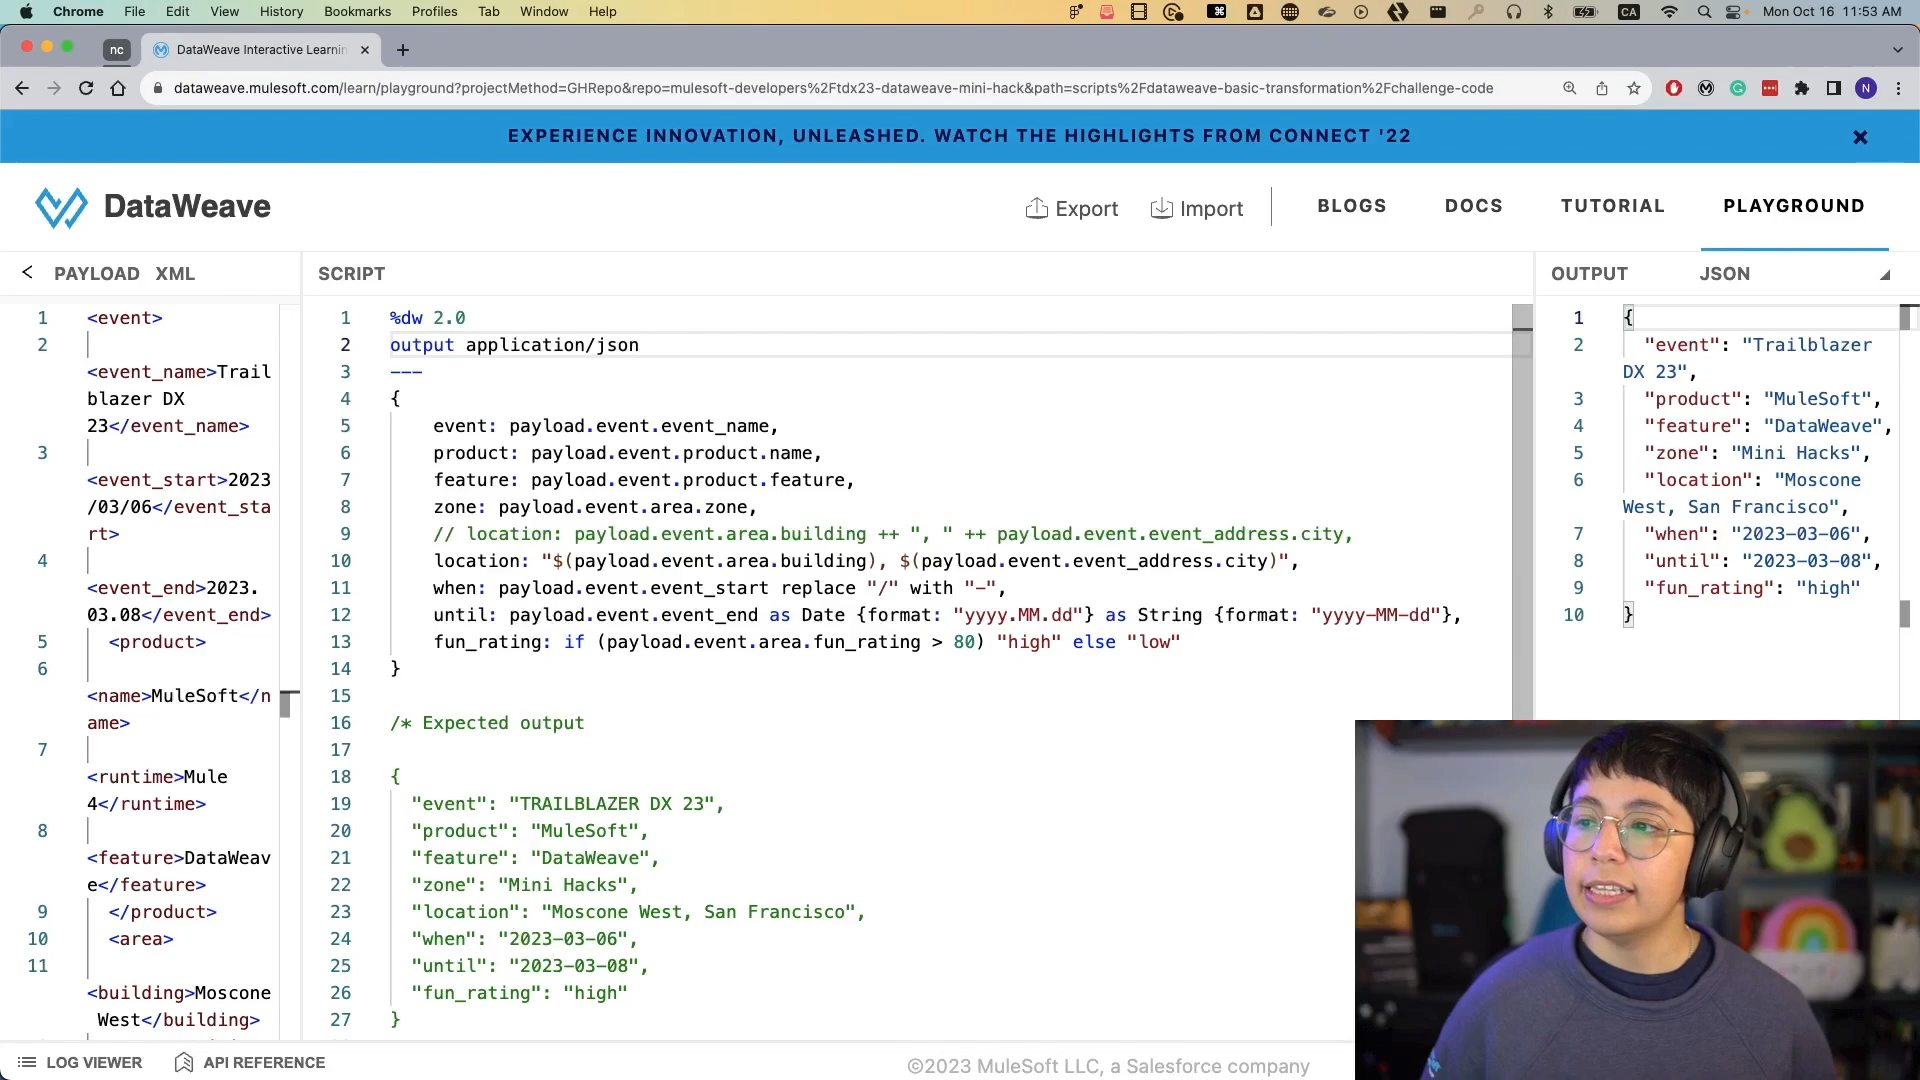 Chrome File Edit View History Bookmarks Profiles Tab Window Help CA Mon Oct 16 11:53 AM
nc DataWeave Interactive Learnin
dataweave.mulesoft.com/learn/playground?projectMethod=GHRepo&repo=mulesoft-developers%2Ftdx23-dataweave-mini-hack&path=scripts%2Fdataweave-basic-transformation%2Fchallenge-code N
EXPERIENCE INNOVATION, UNLEASHED. WATCH THE HIGHLIGHTS FROM CONNECT '22
DataWeave Export Import BLOGS DOCS TUTORIAL PLAYGROUND
PAYLOAD XML
1 <event>
2
<event_name>Trail
blazer DX
23</event_name>
3
<event_start>2023
/03/06</event_sta
rt>
4
<event_end>2023.
03.08</event_end>
5 <product>
6
<name>MuleSoft</n
ame>
7
<runtime>Mule
4</runtime>
8
<feature>DataWeav
e</feature>
9 </product>
10 <area>
11
<building>Moscone
West</building>
SCRIPT
1 %dw 2.0
2 output application/json
3 ---
4 {
5 event: payload.event.event_name,
6 product: payload.event.product.name,
7 feature: payload.event.product.feature,
8 zone: payload.event.area.zone,
9 // location: payload.event.area.building ++ ", " ++ payload.event.event_address.city,
10 location: "$(payload.event.area.building), $(payload.event.event_address.city)",
11 when: payload.event.event_start replace "/" with "-",
12 until: payload.event.event_end as Date {format: "yyyy.MM.dd"} as String {format: "yyyy-MM-dd"},
13 fun_rating: if (payload.event.area.fun_rating > 80) "high" else "low"
14 }
15
16 /* Expected output
17
18 {
19 "event": "TRAILBLAZER DX 23",
20 "product": "MuleSoft",
21 "feature": "DataWeave",
22 "zone": "Mini Hacks",
23 "location": "Moscone West, San Francisco",
24 "when": "2023-03-06",
25 "until": "2023-03-08",
26 "fun_rating": "high"
27 }
OUTPUT JSON
1 {
2 "event": "Trailblazer
DX 23",
3 "product": "MuleSoft",
4 "feature": "DataWeave",
5 "zone": "Mini Hacks",
6 "location": "Moscone
West, San Francisco",
7 "when": "2023-03-06",
8 "until": "2023-03-08",
9 "fun_rating": "high"
10 }
LOG VIEWER API REFERENCE ©2023 MuleSoft LLC, a Salesforce company